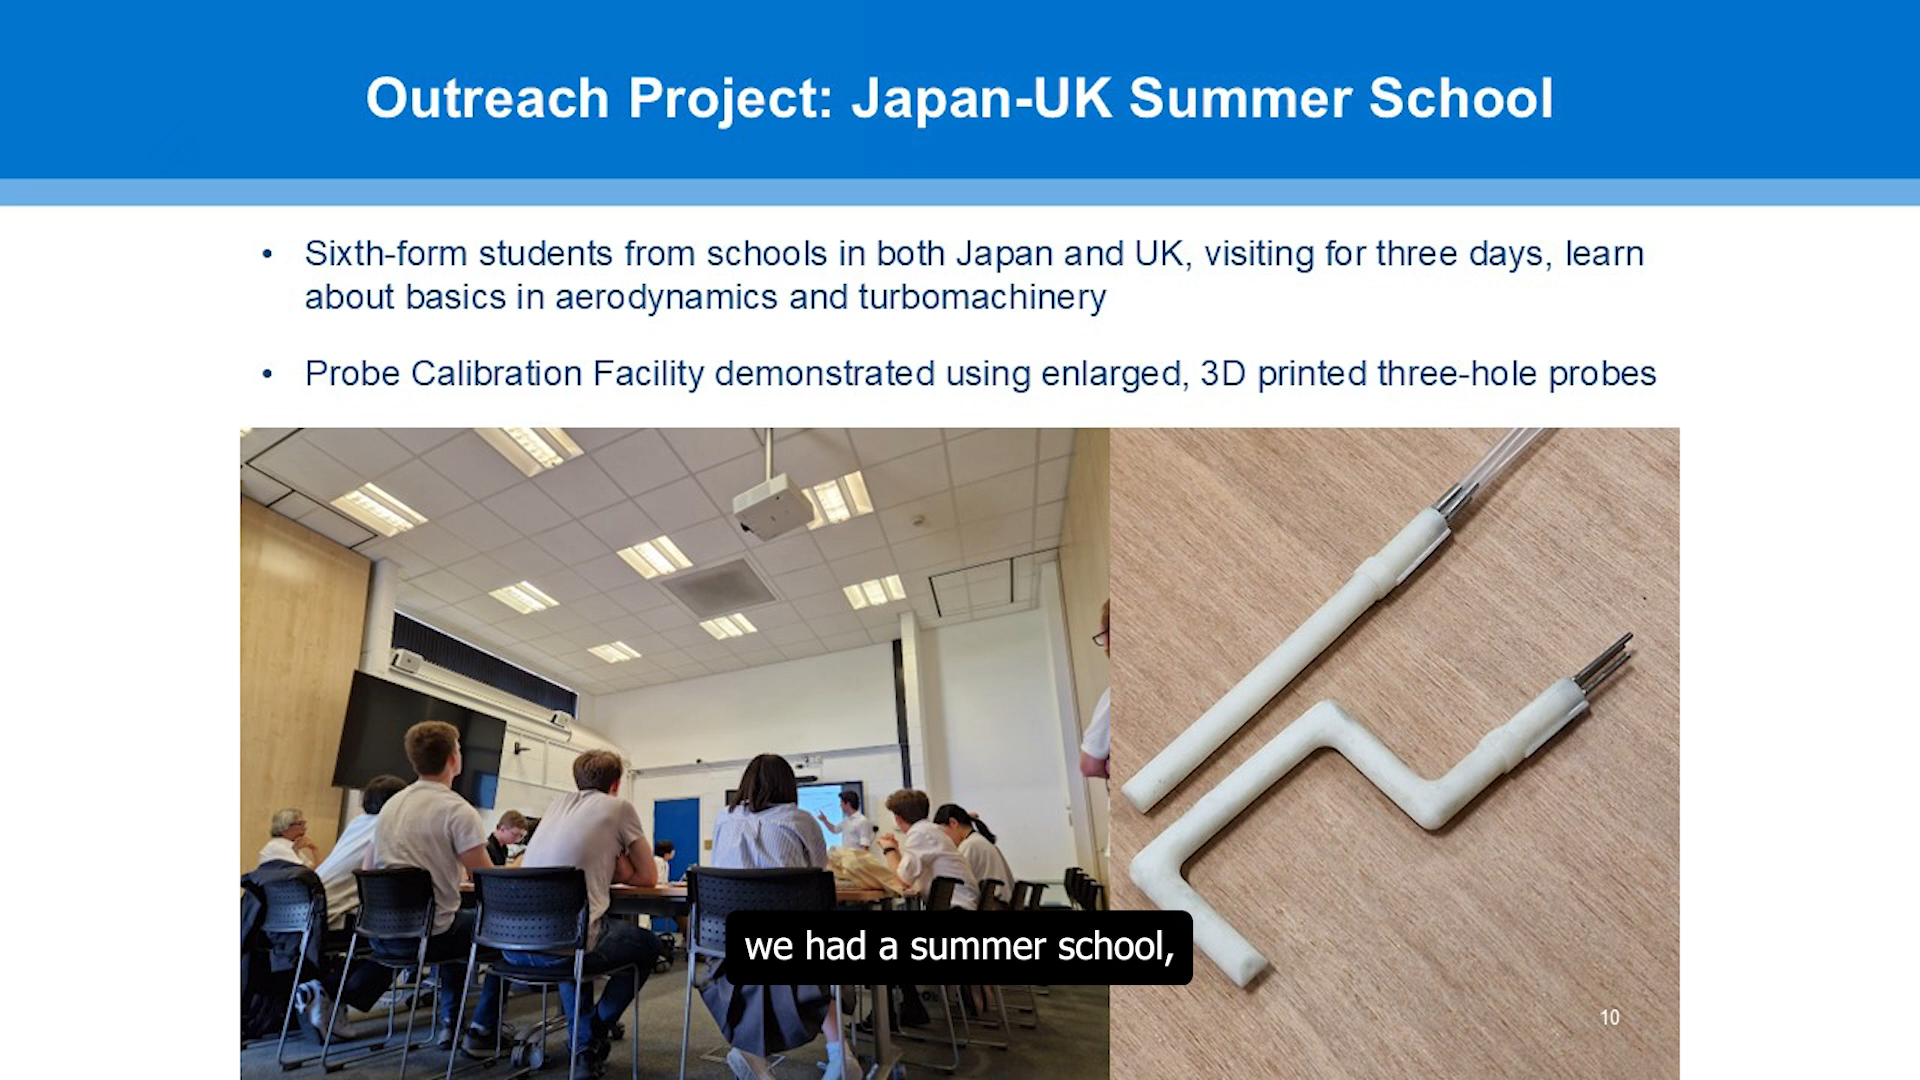 Outreach Project: Japan-UK Summer School
• Sixth-form students from schools in both Japan and UK, visiting for three days, learn
about basics in aerodynamics and turbomachinery
• Probe Calibration Facility demonstrated using enlarged, 3D printed three-hole probes
we had a summer school,
10